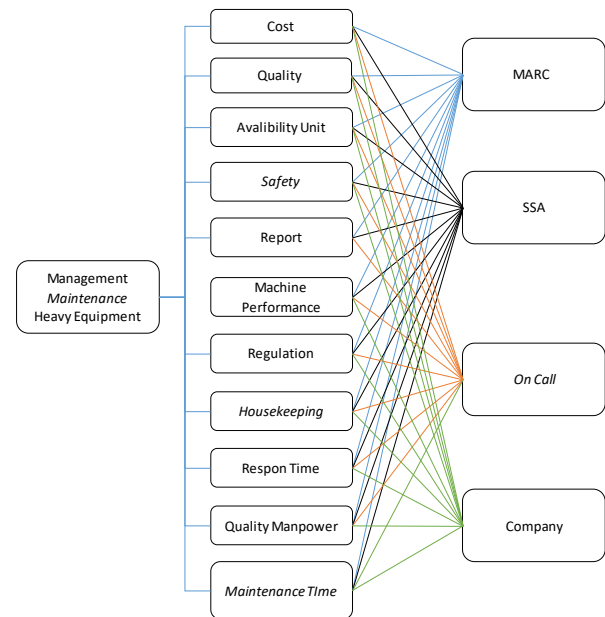 Management
Maintenance
Heavy Equipment
Cost
Quality
Avalibility Unit
Safety
Report
Machine
Performance
Regulation
Housekeeping
Respon Time
Quality Manpower
Maintenance TIme
MARC
SSA
On Call
Company